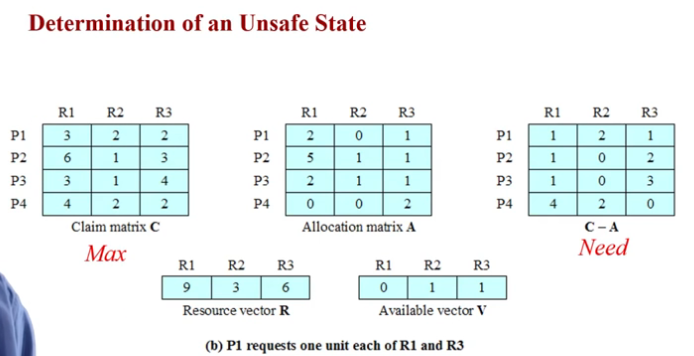 Determination of an Unsafe State
R1 R2 R3
P1 3 2 2
P2 6 1 3
P3 3 1 4
P4 4 2 2
Claim matrix C
Max
R1 R2 R3
P1 2 0 1
P2 5 1 1
P3 2 1 1
P4 0 0 2
Allocation matrix A
R1 R2 R3
P1 1 2 1
P2 1 0 2
P3 1 0 3
P4 4 2 0
C – A
Need
R1 R2 R3
9 3 6
Resource vector R
R1 R2 R3
0 1 1
Available vector V
(b) P1 requests one unit each of R1 and R3